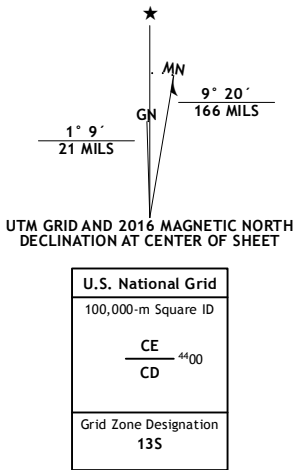 MN
GN
9° 20´
166 MILS
1° 9´
21 MILS
UTM GRID AND 2016 MAGNETIC NORTH
DECLINATION AT CENTER OF SHEET
U.S. National Grid
100,000-m Square ID
CE
4400
CD
Grid Zone Designation
13S